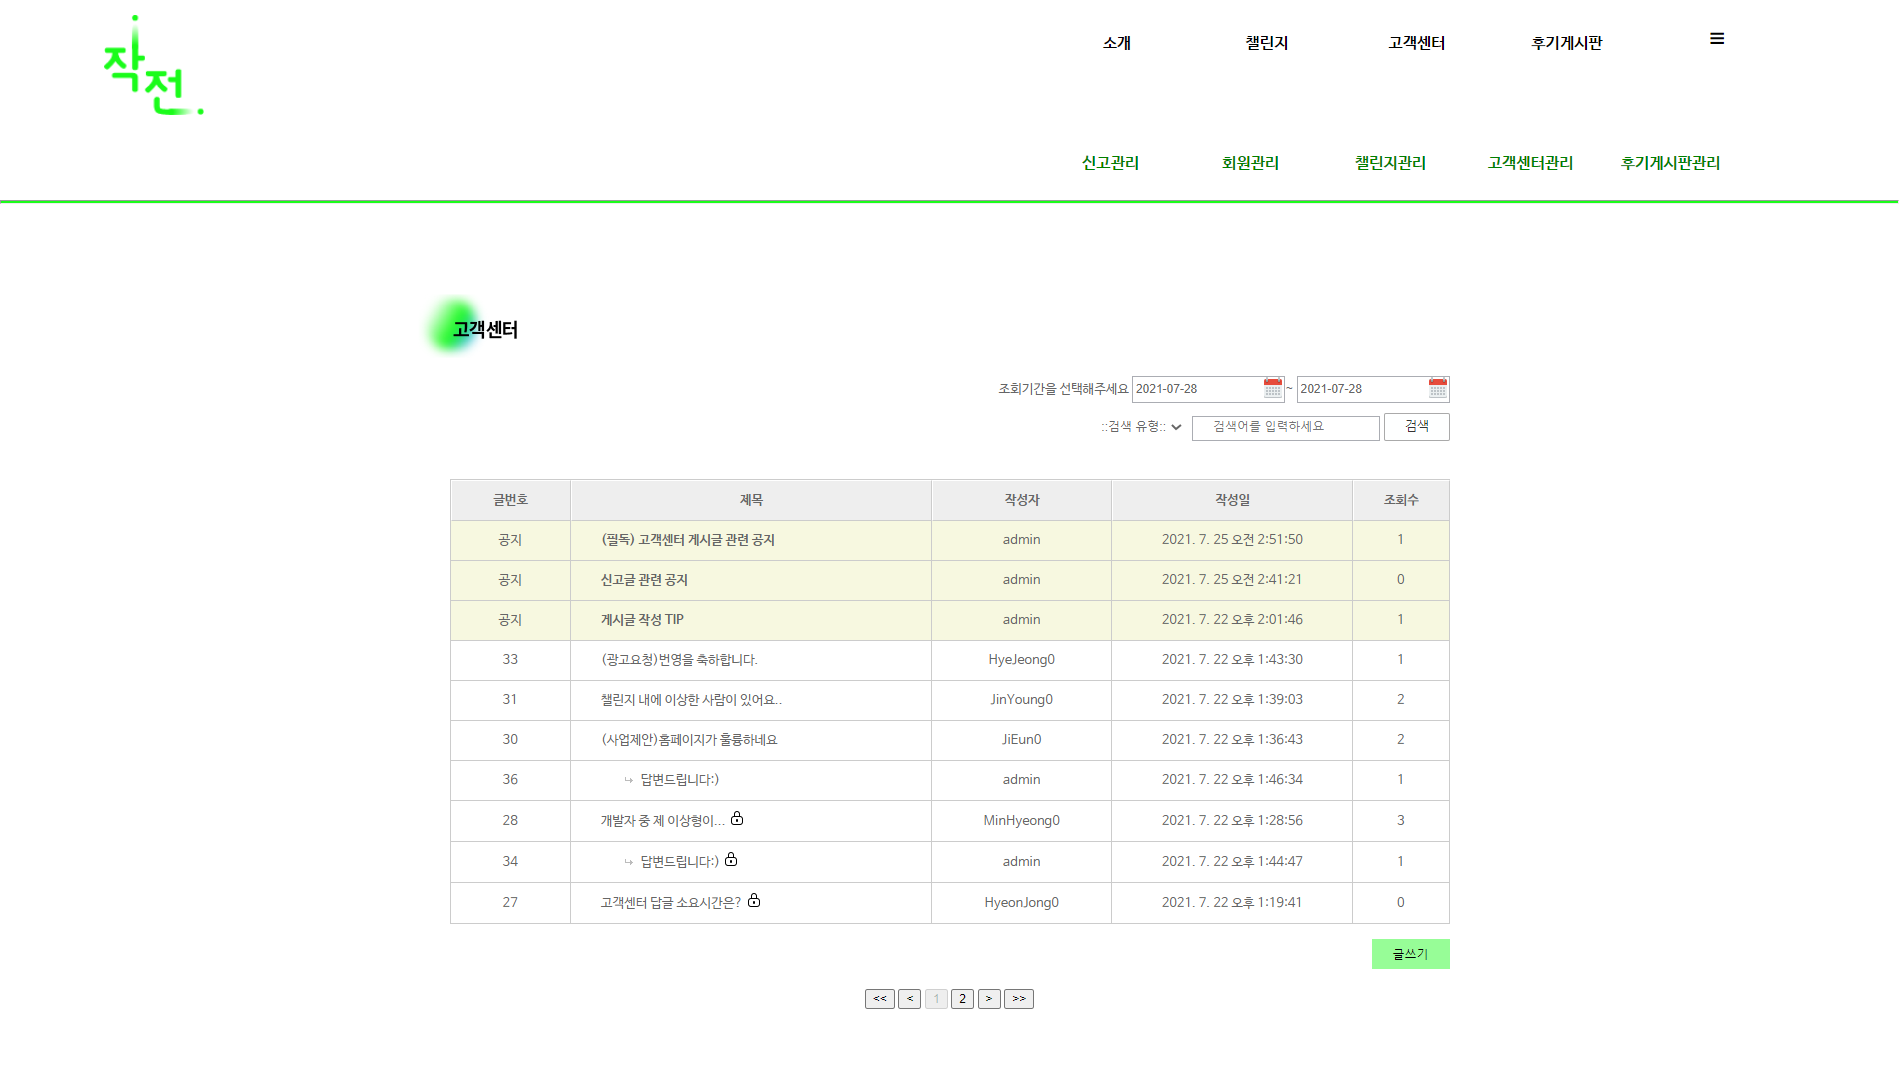 작전.
소개 챌린지 고객센터 후기게시판
신고관리 회원관리 챌린지관리 고객센터관리 후기게시판관리
고객센터
조회기간을 선택해주세요 2021-07-28 ~ 2021-07-28
::검색 유형:: 검색어를 입력하세요 검색
글번호 제목 작성자 작성일 조회수
공지 (필독) 고객센터 게시글 관련 공지 admin 2021. 7. 25 오전 2:51:50 1
공지 신고글 관련 공지 admin 2021. 7. 25 오전 2:41:21 0
공지 게시글 작성 TIP admin 2021. 7. 22 오후 2:01:46 1
33 (광고요청)번영을 축하합니다. HyeJeong0 2021. 7. 22 오후 1:43:30 1
31 챌린지 내에 이상한 사람이 있어요.. JinYoung0 2021. 7. 22 오후 1:39:03 2
30 (사업제안)홈페이지가 훌륭하네요 JiEun0 2021. 7. 22 오후 1:36:43 2
36 답변드립니다:) admin 2021. 7. 22 오후 1:46:34 1
28 개발자 중 제 이상형이... MinHyeong0 2021. 7. 22 오후 1:28:56 3
34 답변드립니다:) admin 2021. 7. 22 오후 1:44:47 1
27 고객센터 답글 소요시간은? HyeonJong0 2021. 7. 22 오후 1:19:41 0
글쓰기
<< < 1 2 > >>